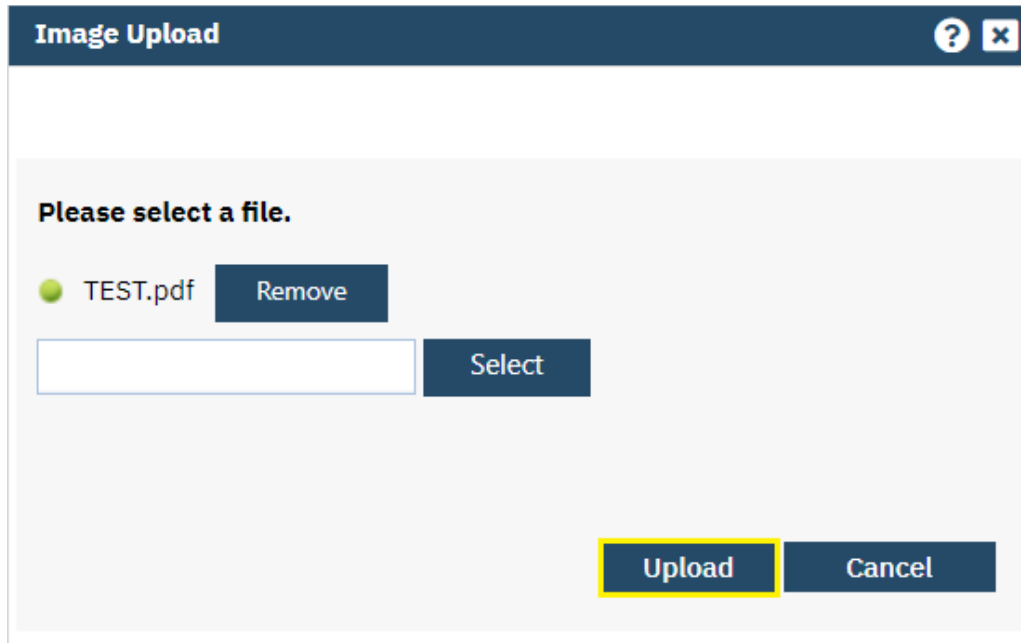 Image Upload ?
Please select a file.
TEST.pdf Remove
Select
Upload Cancel